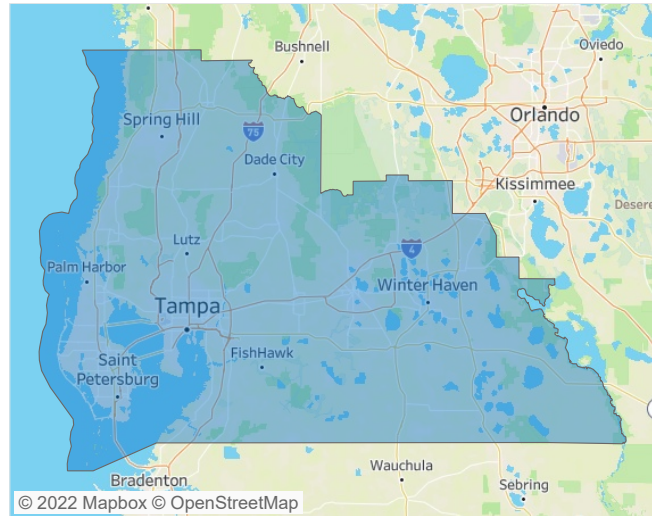 Bushnell
Oviedo
Spring Hill
75
Orlando
Dade City
Kissimmee
Lutz
4
Palm Harbor
Winter Haven
Tampa
FishHawk
Saint
Petersburg
Wauchula
Bradenton
Sebring
© 2022 Mapbox © OpenStreetMap